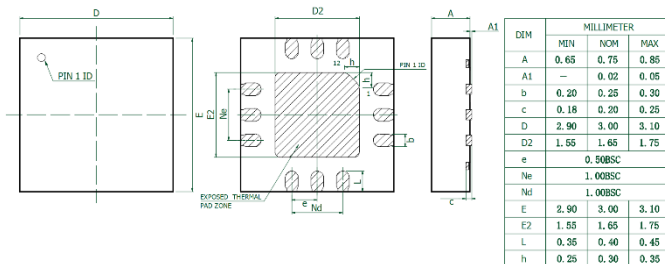 D
PIN 1 ID
D2
12
h
PIN 1 ID
h
1
E
E2
Ne
b
EXPOSED THERMAL
PAD ZONE
e
Nd
L
A
A1
c
DIM MILLIMETER
MIN NOM MAX
A 0.65 0.75 0.85
A1 — 0.02 0.05
b 0.20 0.25 0.30
c 0.18 0.20 0.25
D 2.90 3.00 3.10
D2 1.55 1.65 1.75
e 0.50BSC
Ne 1.00BSC
Nd 1.00BSC
E 2.90 3.00 3.10
E2 1.55 1.65 1.75
L 0.35 0.40 0.45
h 0.25 0.30 0.35